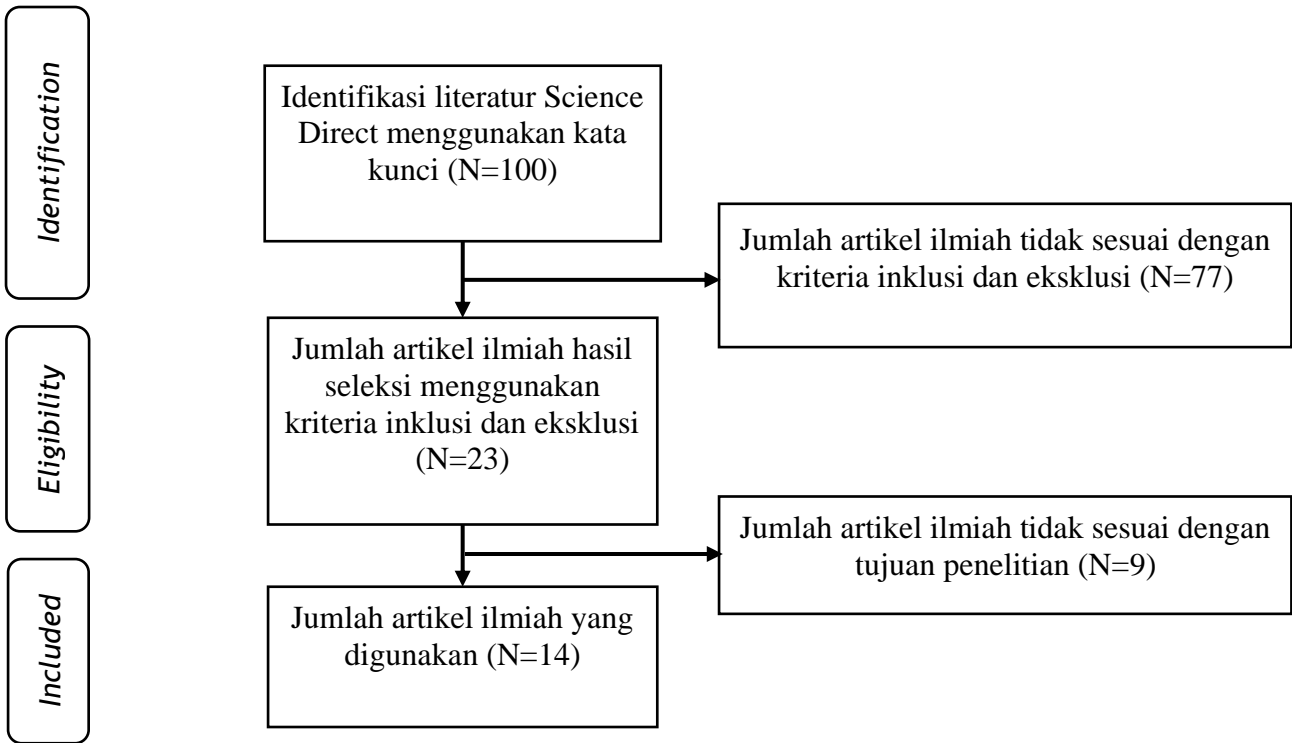 Identification
Identifikasi literatur Science
Direct menggunakan kata
kunci (N=100)
Jumlah artikel ilmiah tidak sesuai dengan
kriteria inklusi dan eksklusi (N=77)
Eligibility
Jumlah artikel ilmiah hasil
seleksi menggunakan
kriteria inklusi dan eksklusi
(N=23)
Jumlah artikel ilmiah tidak sesuai dengan
tujuan penelitian (N=9)
Included
Jumlah artikel ilmiah yang
digunakan (N=14)